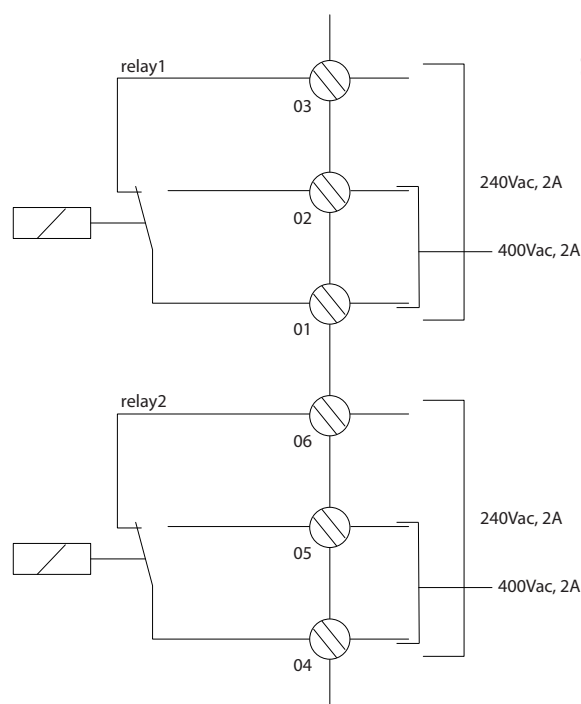 relay1
03
240Vac, 2A
02
400Vac, 2A
01
relay2
06
240Vac, 2A
05
400Vac, 2A
04